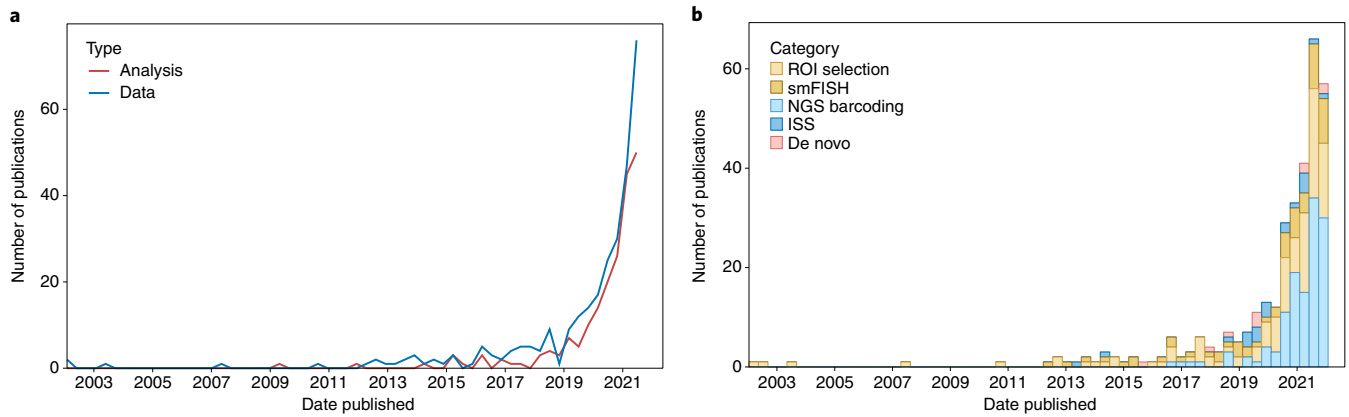 a
Type
Analysis
Data
Number of publications
60
40
20
0
2003 2005 2007 2009 2011 2013 2015 2017 2019 2021
Date published
b
Category
ROI selection
smFISH
NGS barcoding
ISS
De novo
Number of publications
60
40
20
0
2003 2005 2007 2009 2011 2013 2015 2017 2019 2021
Date published